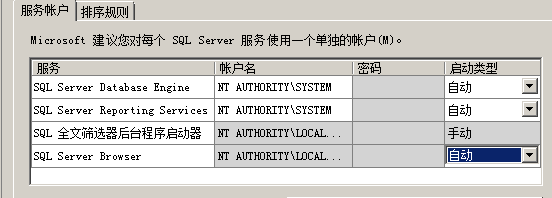 服务帐户 排序规则
Microsoft 建议您对每个 SQL Server 服务使用一个单独的帐户(M)。
服务 帐户名 密码 启动类型
SQL Server Database Engine NT AUTHORITY\SYSTEM 自动
SQL Server Reporting Services NT AUTHORITY\SYSTEM 自动
SQL 全文筛选器后台程序启动器 NT AUTHORITY\LOCAL... 手动
SQL Server Browser NT AUTHORITY\LOCAL... 自动